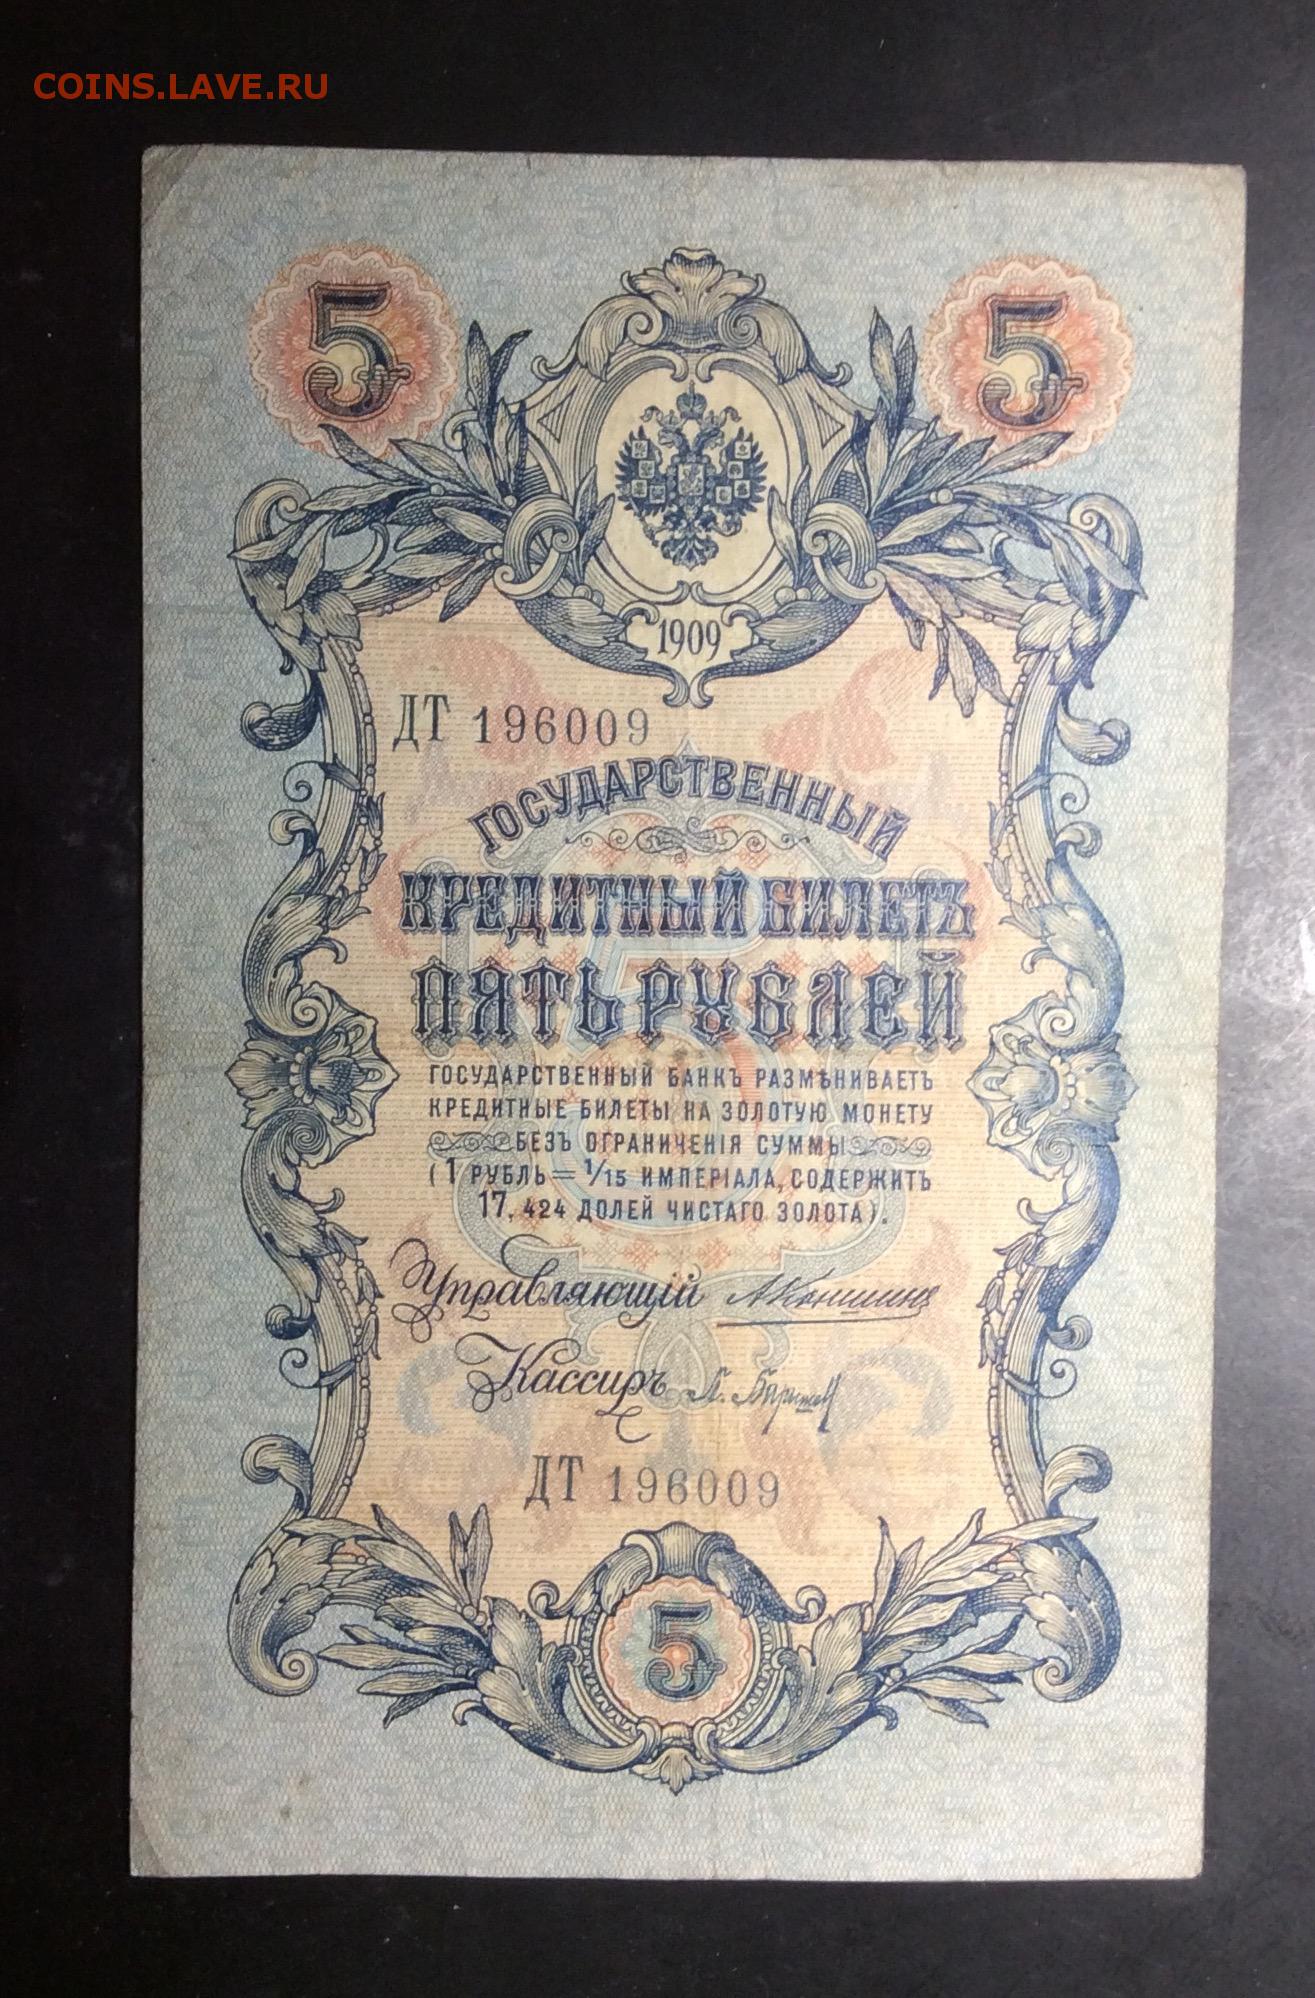 COINS.LAVE.RU
5 5
1909
ДТ 196009
ГОСУДАРСТВЕННЫЙ
КРЕДИТНЫЙ БИЛЕТЪ
ПЯТЬ РУБЛЕЙ
ГОСУДАРСТВЕННЫЙ БАНКЪ РАЗМѢНИВАЕТЪ
КРЕДИТНЫЕ БИЛЕТЫ НА ЗОЛОТУЮ МОНЕТУ
БЕЗЪ ОГРАНИЧЕНІЯ СУММЫ
(1 РУБЛЬ = 1/15 ИМПЕРІАЛА, СОДЕРЖИТЪ
17,424 ДОЛЕЙ ЧИСТАГО ЗОЛОТА).
Управляющій АКоншинъ
Кассиръ
ДТ 196009
5